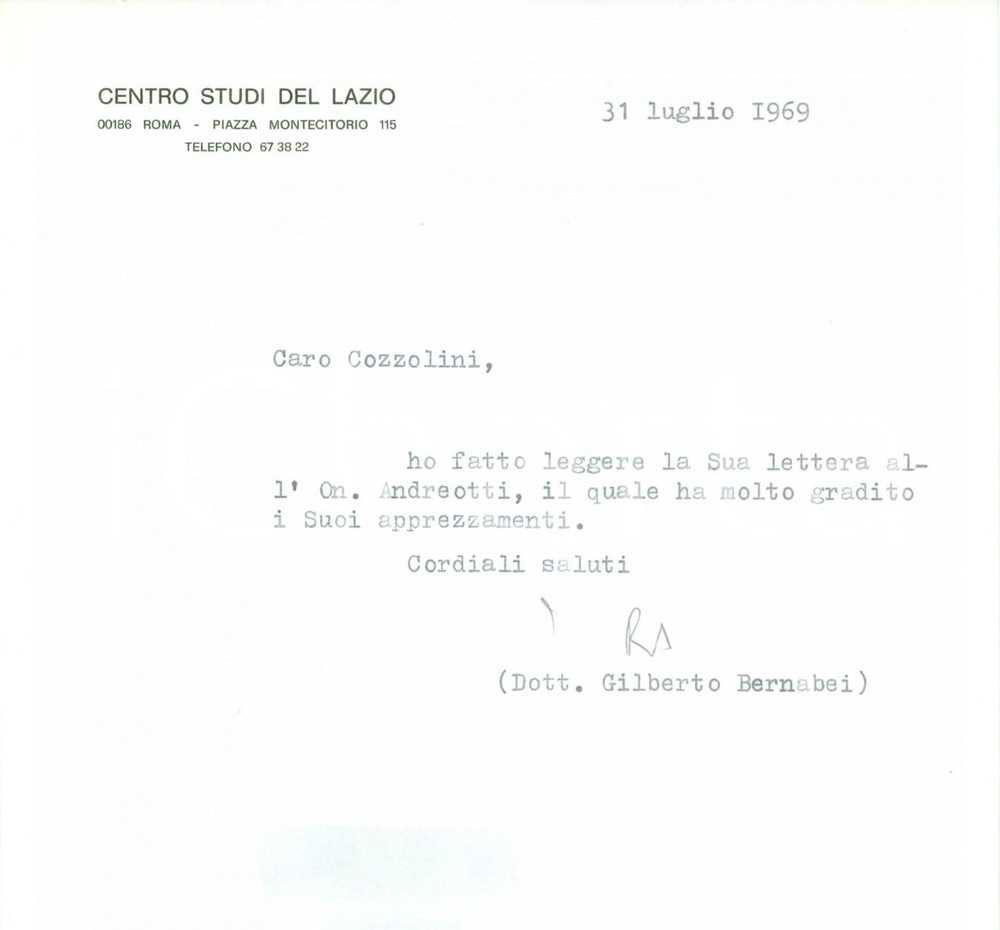 CENTRO STUDI DEL LAZIO
00186 ROMA - PIAZZA MONTECITORIO 115
TELEFONO 67 38 22
31 luglio I969
Caro Cozzolini,
ho fatto leggere la Sua lettera al-
l' On. Andreotti, il quale ha molto gradito
i Suoi apprezzamenti.
Cordiali saluti
(Dott. Gilberto Bernabei)